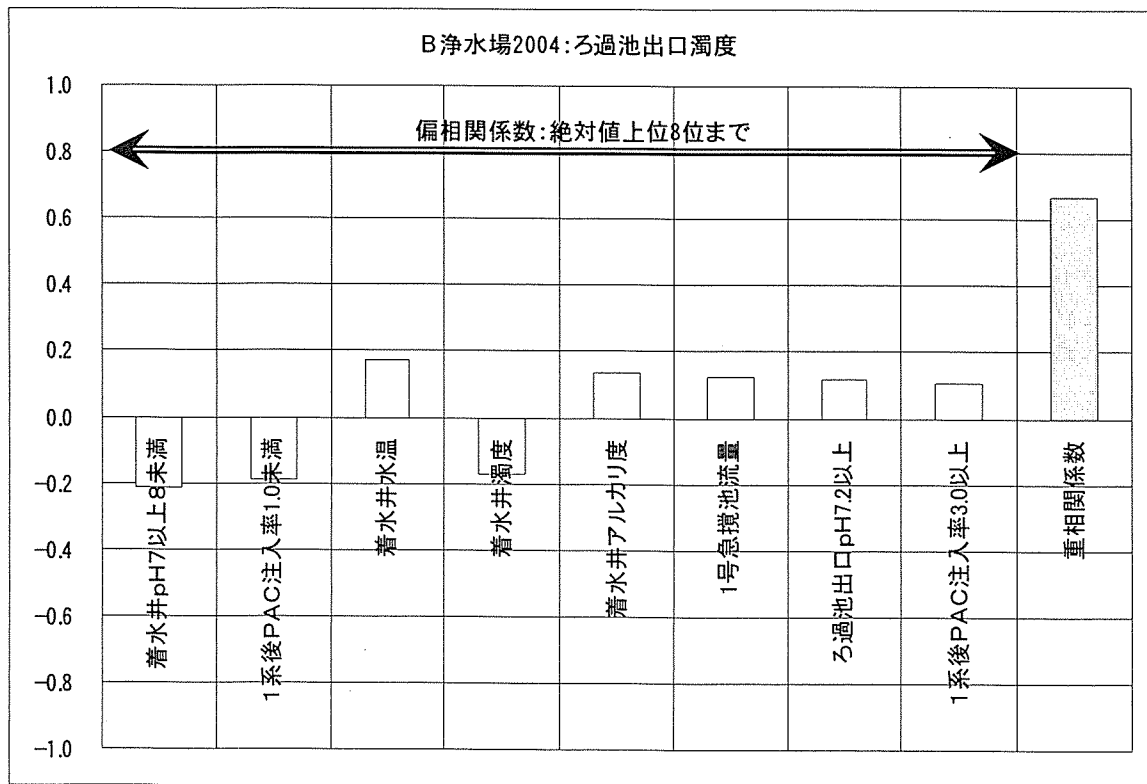 B浄水場2004:ろ過池出口濁度
1.0
偏相関係数:絶対値上位8位まで
0.8
0.6
0.4
0.2
0.0
-0.2
-0.4
-0.6
-0.8
-1.0
着水井pH7以上8未満
1系後PAC注入率1.0未満
着水井水温
着水井濁度
着水井アルカリ度
1号急撹池流量
ろ過池出口pH7.2以上
1系後PAC注入率3.0以上
重相関係数